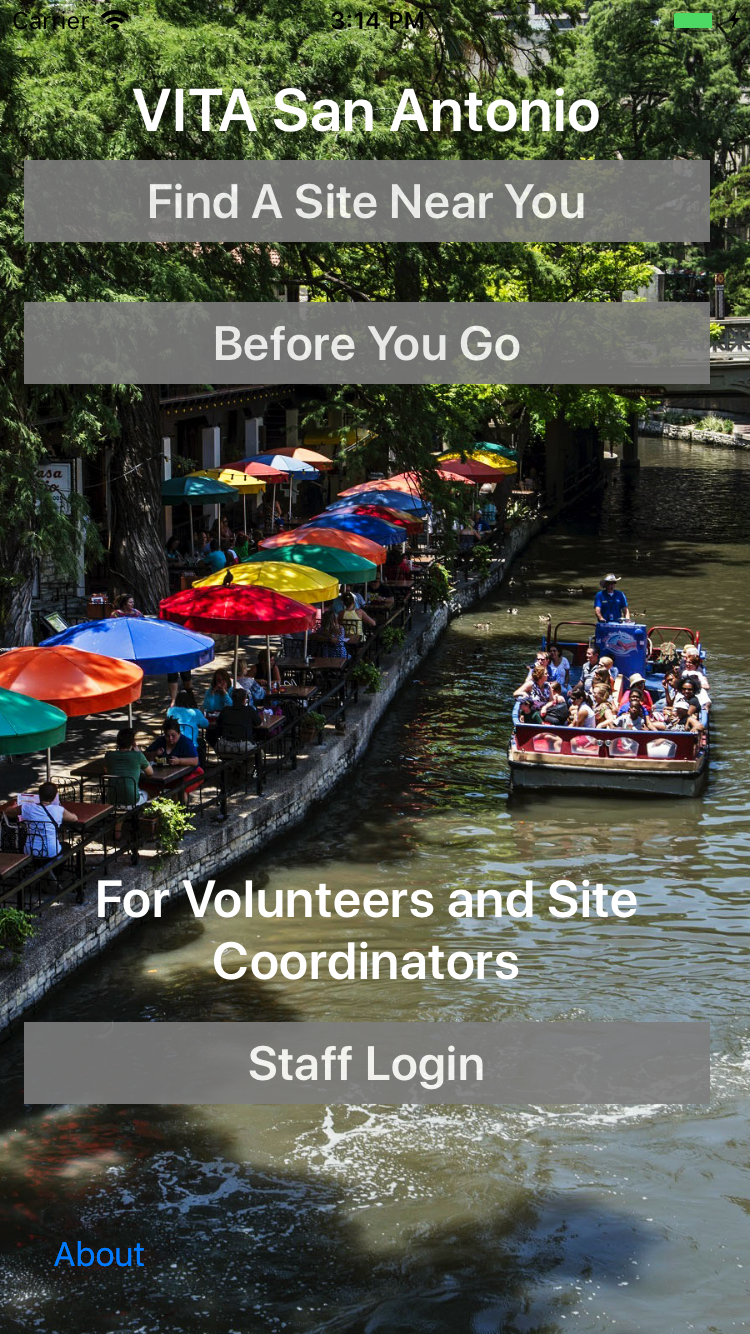 Carrier 3:14 PM
VITA San Antonio
Find A Site Near You
Before You Go
For Volunteers and Site
Coordinators
Staff Login
About